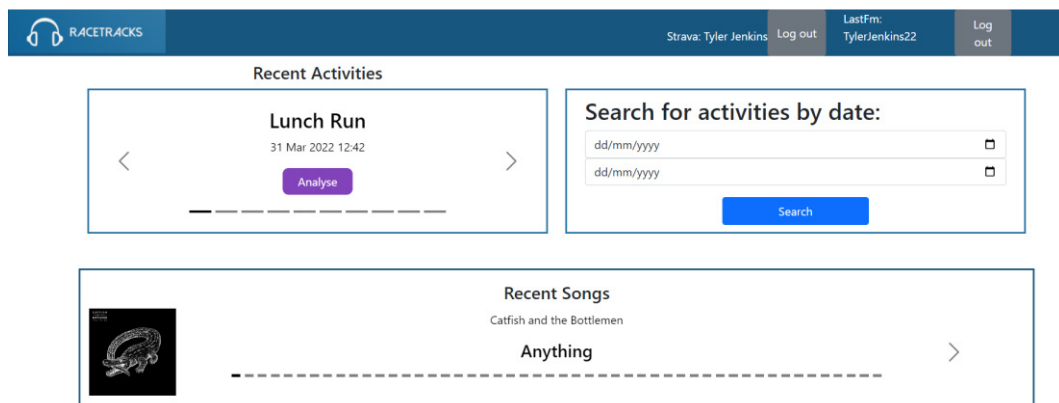 RACETRACKS
Strava: Tyler Jenkins
Log out
LastFm:
TylerJenkins22
Log
out
Recent Activities
Lunch Run
31 Mar 2022 12:42
Analyse
Search for activities by date:
dd/mm/yyyy
dd/mm/yyyy
Search
Recent Songs
Catfish and the Bottlemen
Anything